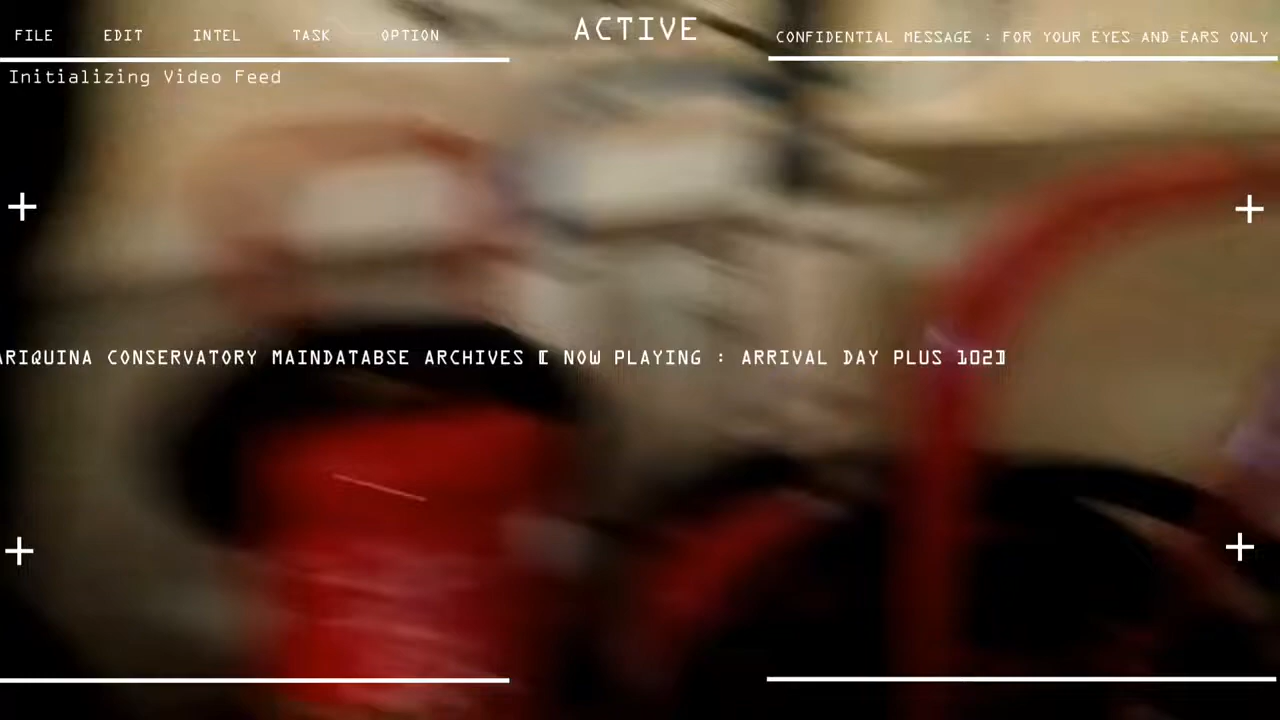 FILE EDIT INTEL TASK OPTION
ACTIVE
CONFIDENTIAL MESSAGE : FOR YOUR EYES AND EARS ONLY
Initializing Video Feed
ARIQUINA CONSERVATORY MAINDATABSE ARCHIVES [ NOW PLAYING : ARRIVAL DAY PLUS 102]